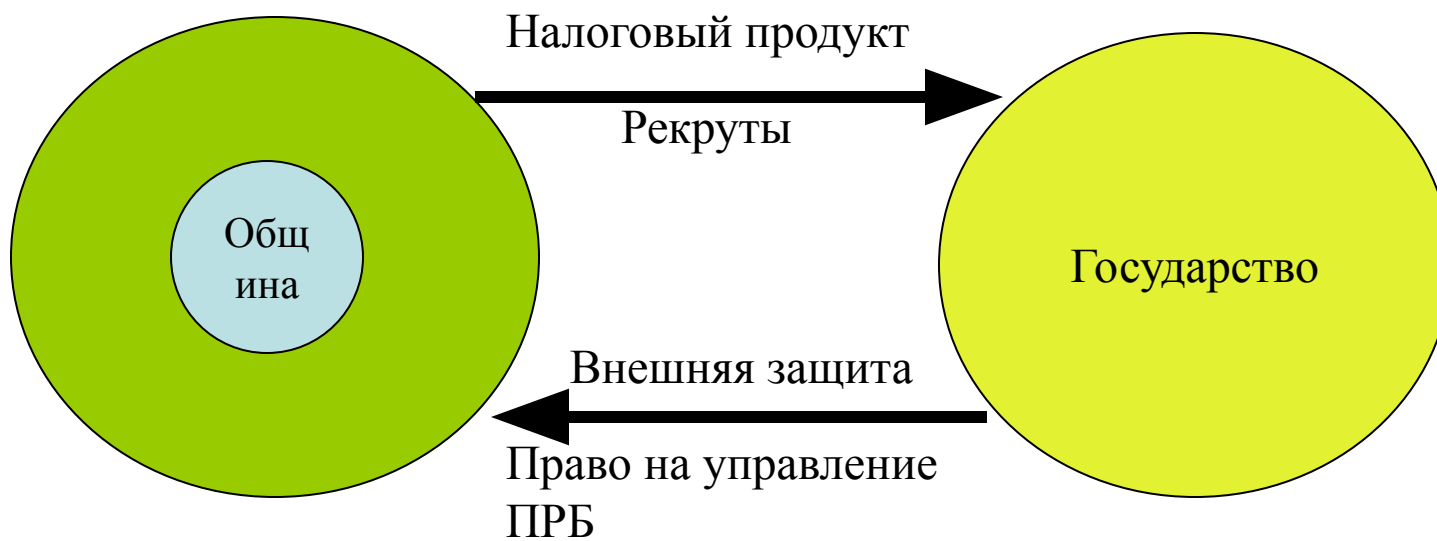 Налоговый продукт
Рекруты
Общ
ина
Государство
Внешняя защита
Право на управление
ПРБ